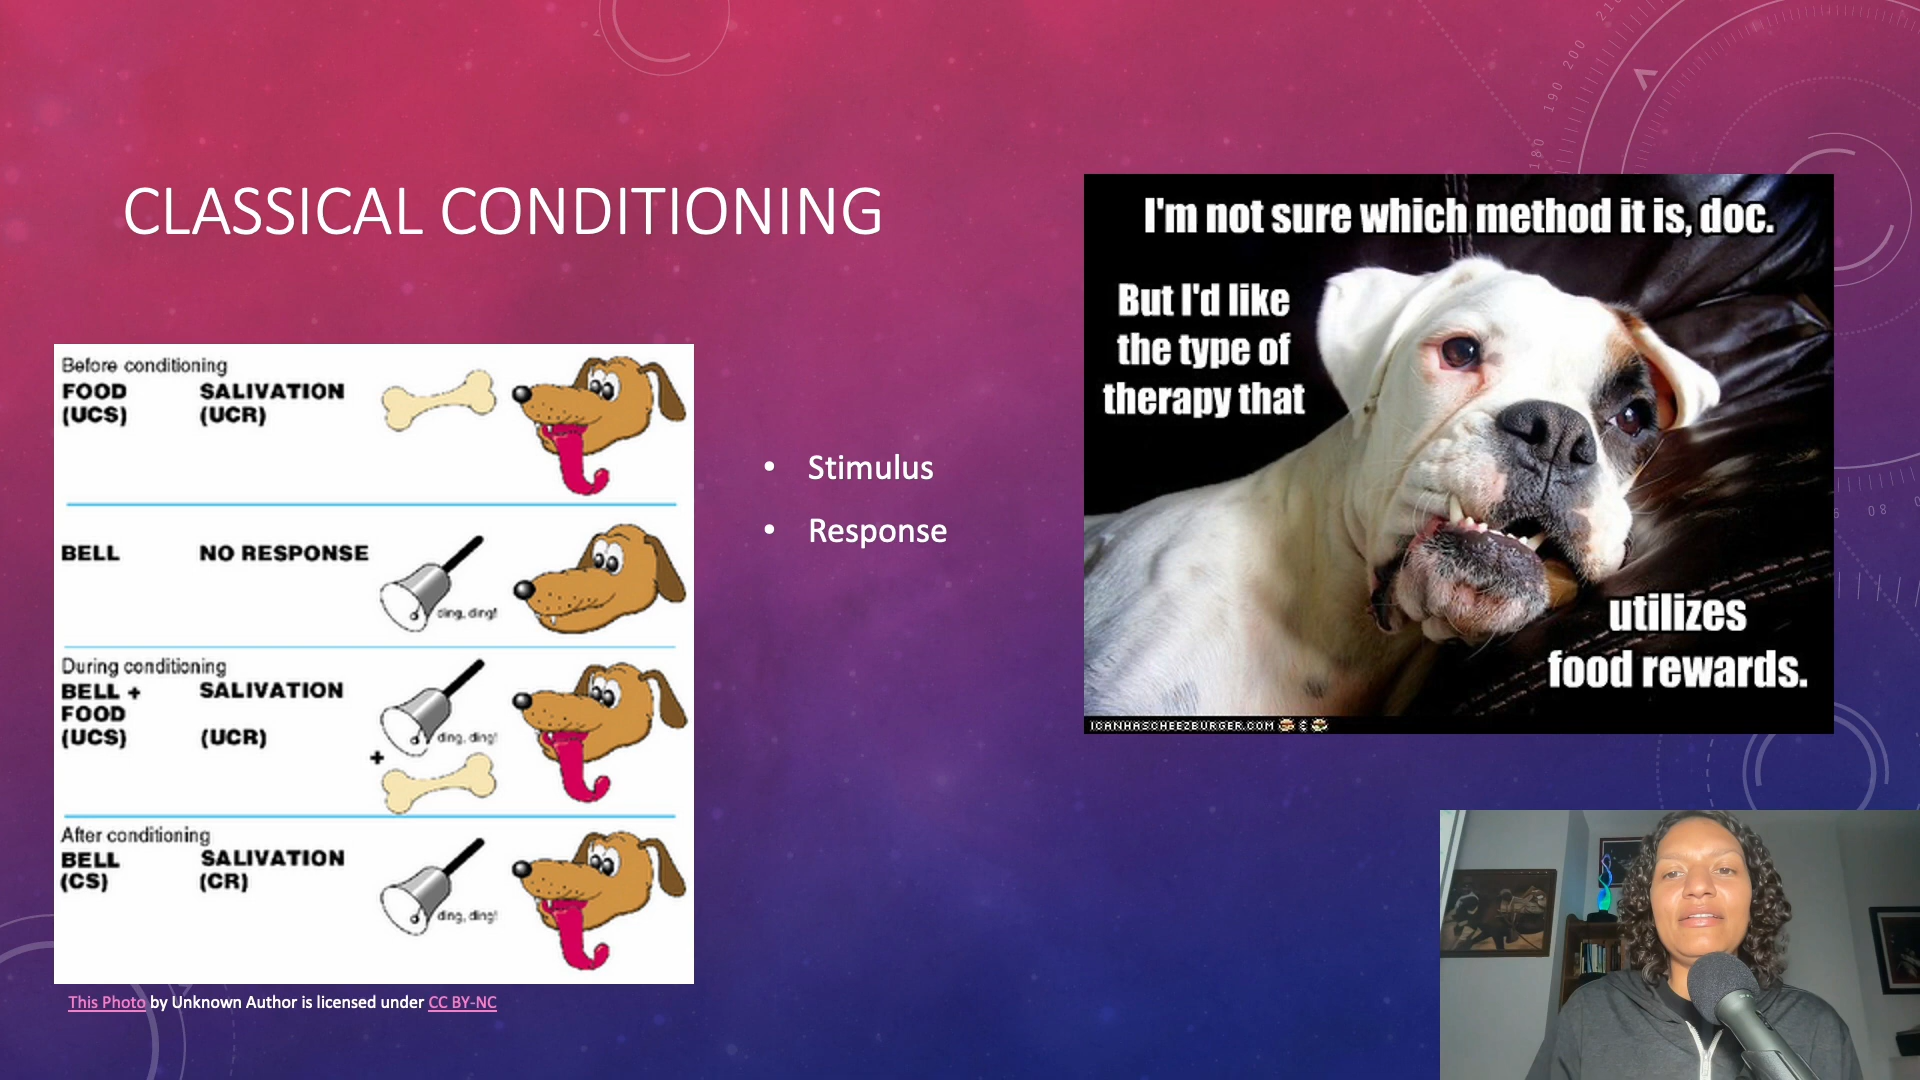 CLASSICAL CONDITIONING
Before conditioning
FOOD SALIVATION
(UCS) (UCR)
BELL NO RESPONSE
ding, ding!
During conditioning
BELL + SALIVATION
FOOD
(UCS) (UCR)
ding, ding!
+
After conditioning
BELL SALIVATION
(CS) (CR)
ding, ding!
This Photo by Unknown Author is licensed under CC BY-NC
• Stimulus
• Response
I'm not sure which method it is, doc.
But I'd like
the type of
therapy that
utilizes
food rewards.
ICANHASCHEEZBURGER.COM
180
190
200